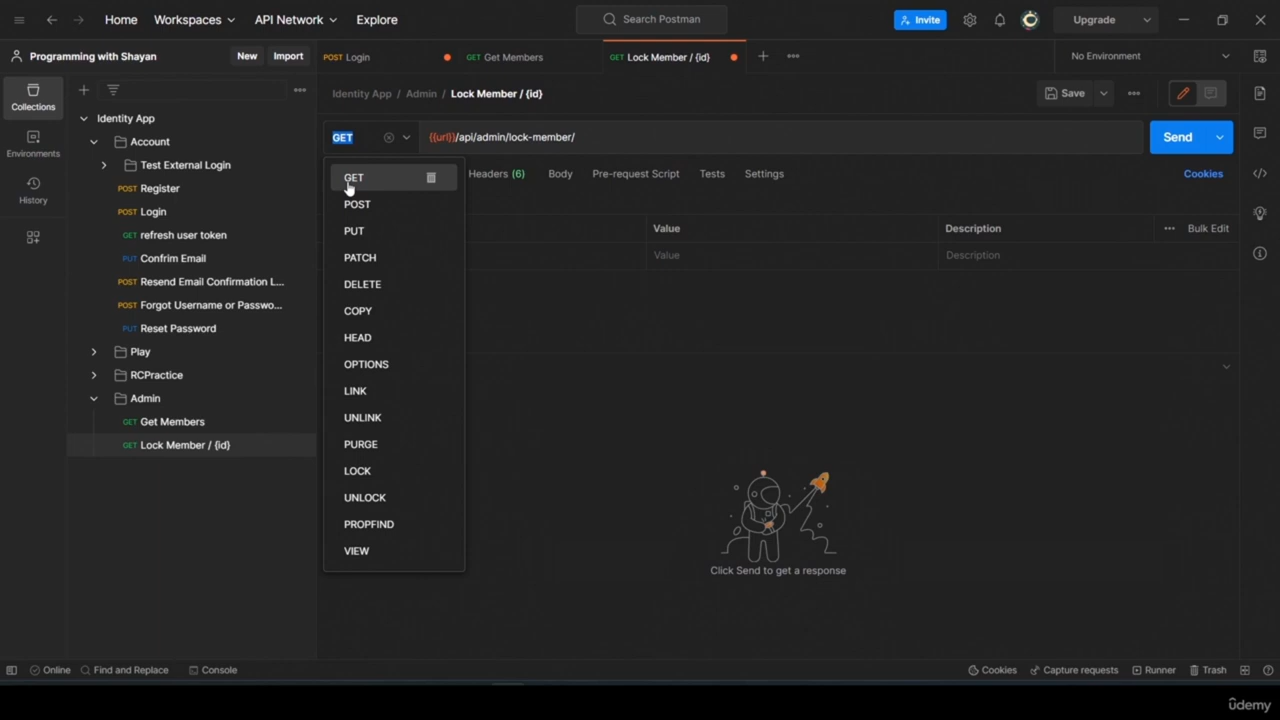 Home Workspaces API Network Explore Search Postman Invite Upgrade
Programming with Shayan New Import POST Login GET Get Members GET Lock Member / {id} No Environment
Collections
Environments
History
Identity App
Account
Test External Login
POST Register
POST Login
GET refresh user token
PUT Confrim Email
POST Resend Email Confirmation L...
POST Forgot Username or Passwo...
PUT Reset Password
Play
RCPractice
Admin
GET Get Members
GET Lock Member / {id}
Identity App / Admin / Lock Member / {id} Save
GET {{url}}/api/admin/lock-member/ Send
Headers (6) Body Pre-request Script Tests Settings Cookies
Value Description Bulk Edit
Value Description
GET
POST
PUT
PATCH
DELETE
COPY
HEAD
OPTIONS
LINK
UNLINK
PURGE
LOCK
UNLOCK
PROPFIND
VIEW
Click Send to get a response
Online Find and Replace Console Cookies Capture requests Runner Trash
ûdemy